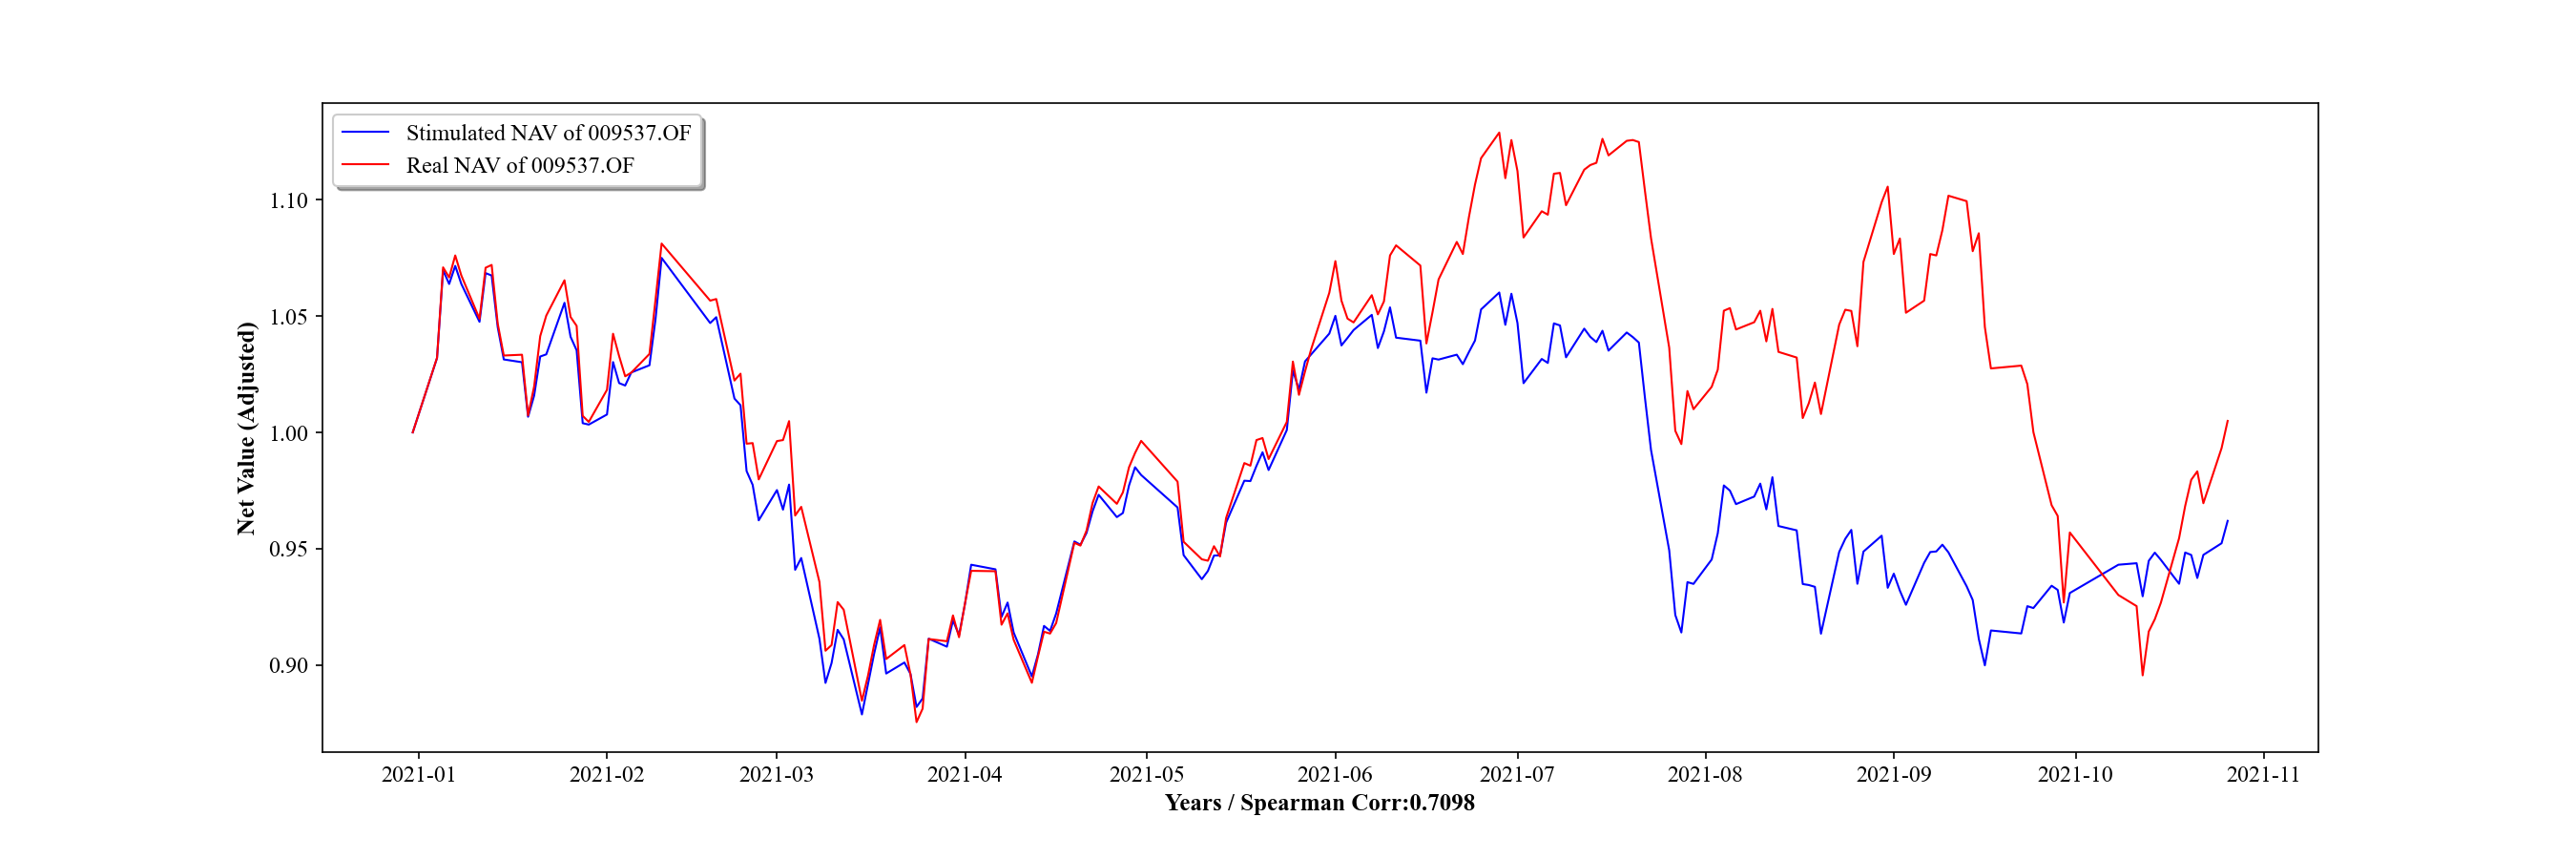 Stimulated NAV of 009537.OF
Real NAV of 009537.OF
Net Value (Adjusted)
1.10
1.05
1.00
0.95
0.90
2021-01 2021-02 2021-03 2021-04 2021-05 2021-06 2021-07 2021-08 2021-09 2021-10 2021-11
Years / Spearman Corr:0.7098